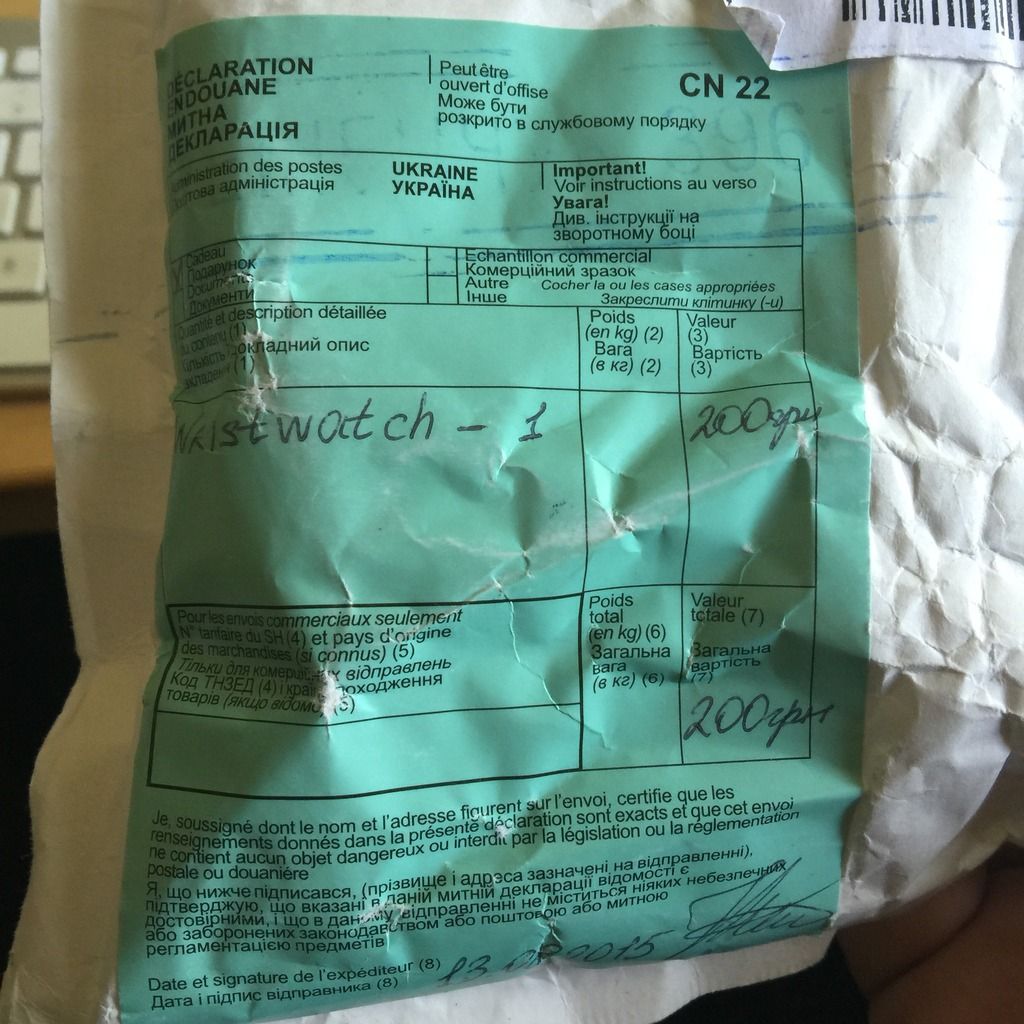 DÉCLARATION
EN DOUANE
МИТНА
ДЕКЛАРАЦІЯ
Peut être
ouvert d'offise
Може бути
розкрито в службовому порядку
CN 22
Administration des postes
Поштова адміністрація
UKRAINE
УКРАЇНА
Important!
Voir instructions au verso
Увага!
Див. інструкції на
зворотному боці
Cadeau
Подарунок
Documents
Документи
Echantillon commercial
Комерційний зразок
Autre Cocher la ou les cases appropriées
Інше Закреслити клітинку (-и)
Quantité et description détaillée
du contenu (1)
Кількість і докладний опис
вкладення (1)
Poids
(en kg) (2)
Вага
(в кг) (2)
Valeur
(3)
Вартість
(3)
Wristwatch - 1
200грн
Pour les envois commerciaux seulement
N° tarifaire du SH (4) et pays d'origine
des marchandises (si connus) (5)
Тільки для комерційних відправлень
Код ТНЗЕД (4) і країна походження
товарів (якщо відомо) (5)
Poids
total
(en kg) (6)
Загальна
вага
(в кг) (6)
Valeur
totale (7)
Загальна
вартість
(7)
200грн
Je, soussigné dont le nom et l'adresse figurent sur l'envoi, certifie que les
renseignements donnés dans la présente déclaration sont exacts et que cet envoi
ne contient aucun objet dangereux ou interdit par la législation ou la réglementation
postale ou douanière
Я, що нижче підписався, (прізвище і адреса зазначені на відправленні),
підтверджую, що вказані в даній митній декларації відомості є
достовірними, і що в даному відправленні не міститься ніяких небезпечних
або заборонених законодавством або поштовою або митною
регламентацією предметів
Date et signature de l'expéditeur (8)
Дата і підпис відправника (8)